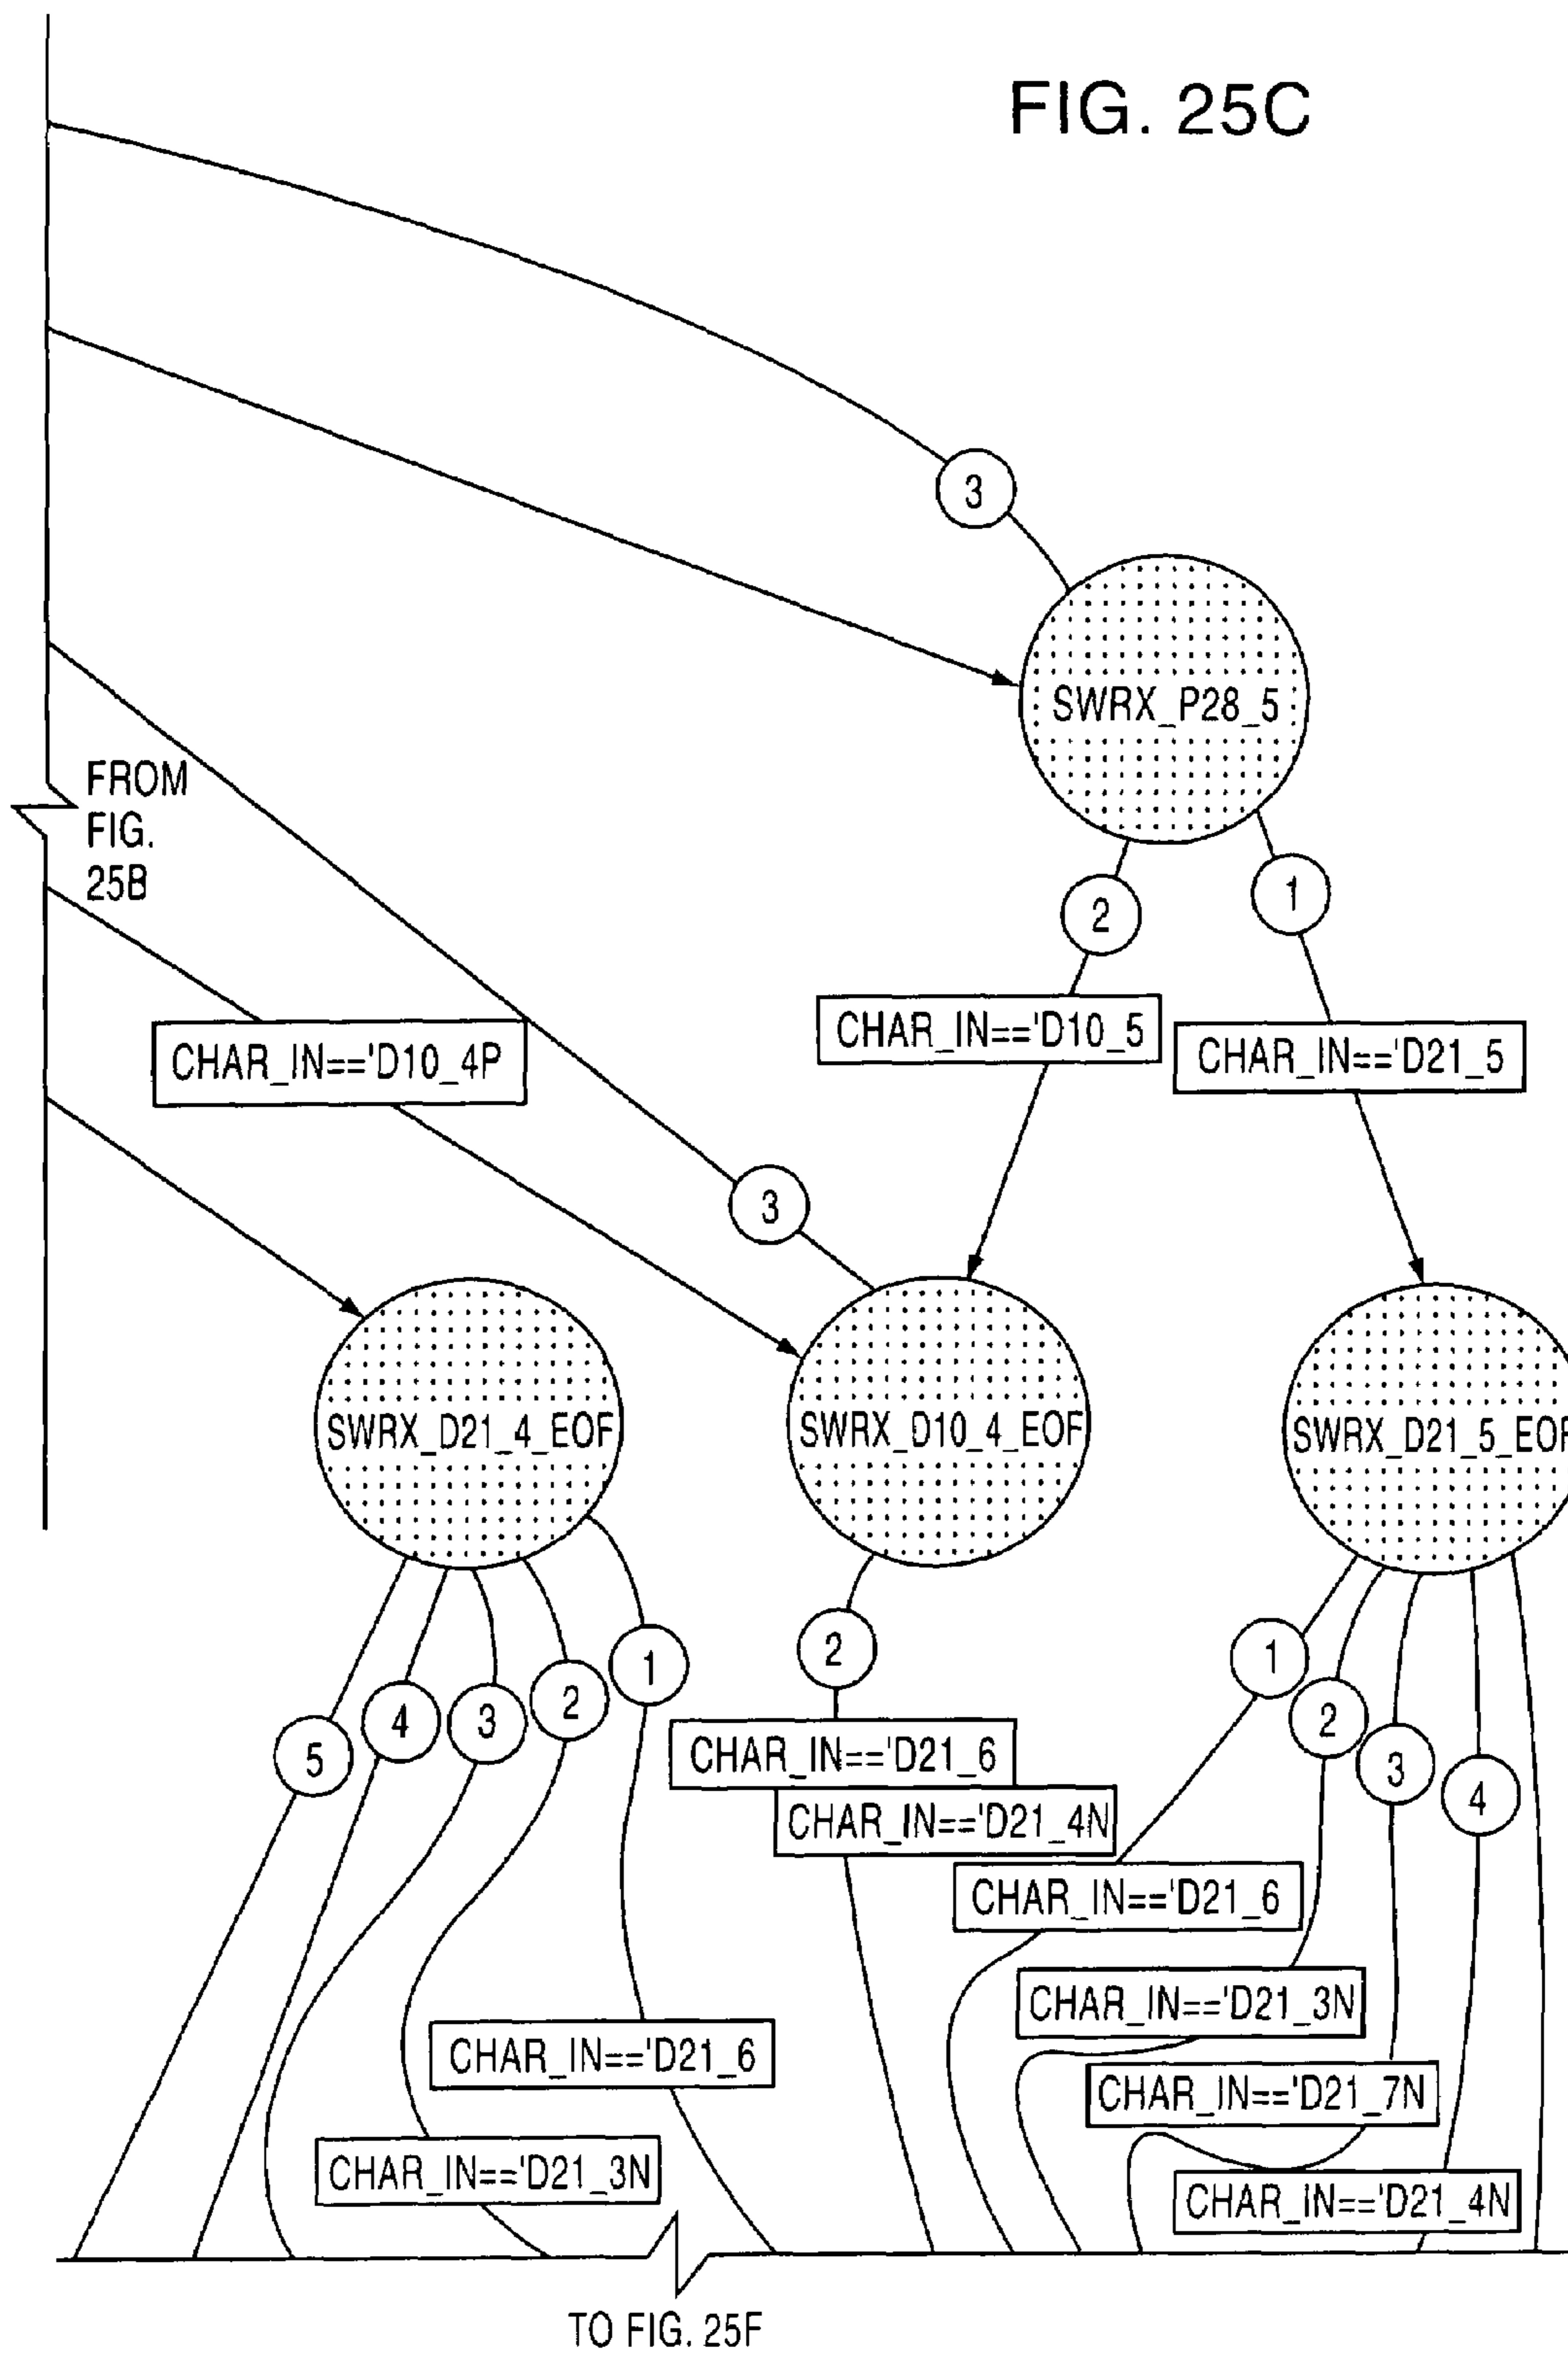 FIG. 25C
3
SWRX_P28_5
FROM
FIG.
25B
2
1
CHAR_IN=='D10_4P
CHAR_IN=='D10_5
CHAR_IN=='D21_5
3
SWRX_D21_4_EOF
SWRX_D10_4_EOF
SWRX_D21_5_EOF
5
4
3
2
1
2
1
2
3
4
CHAR_IN=='D21_6
CHAR_IN=='D21_4N
CHAR_IN=='D21_6
CHAR_IN=='D21_3N
CHAR_IN=='D21_6
CHAR_IN=='D21_7N
CHAR_IN=='D21_3N
CHAR_IN=='D21_4N
TO FIG. 25F